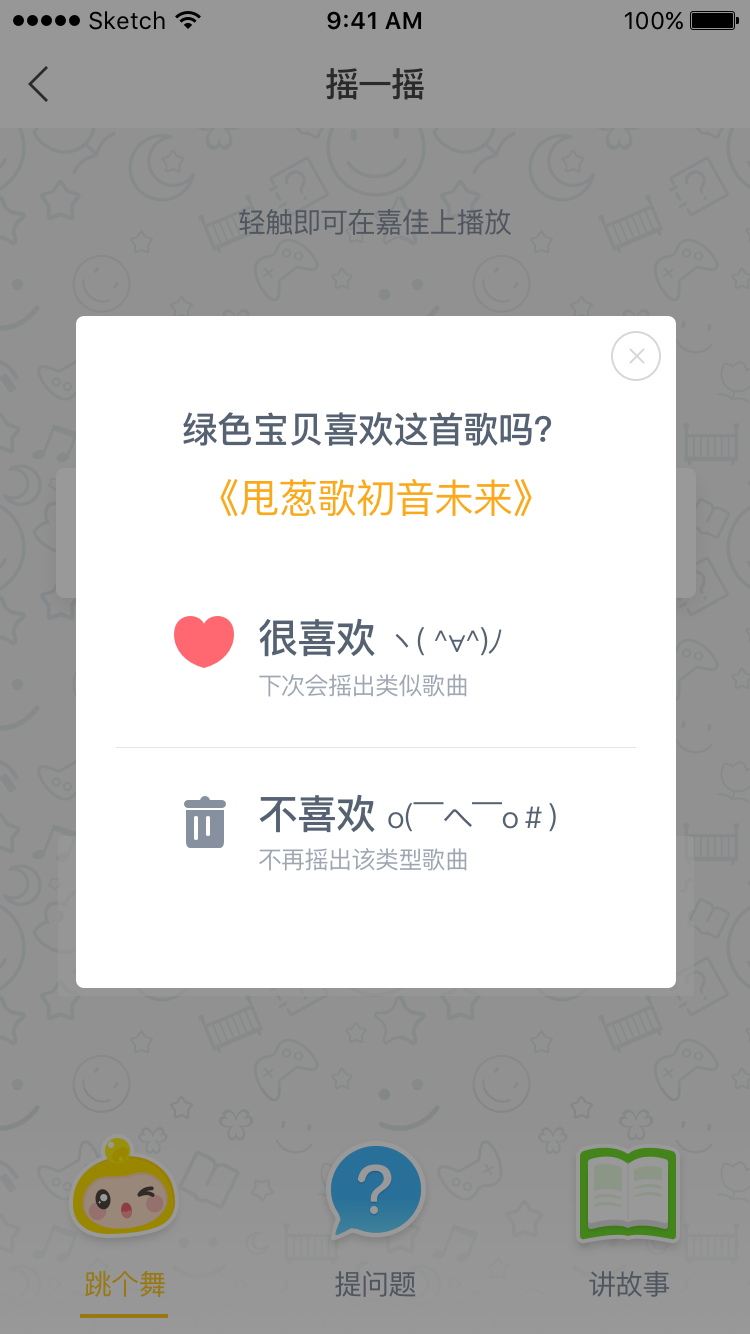 Sketch 9:41 AM 100%
摇一摇
轻触即可在嘉佳上播放
绿色宝贝喜欢这首歌吗?
《甩葱歌初音未来》
很喜欢 ヽ( ^∀^)ノ
下次会摇出类似歌曲
不喜欢 o(￣ヘ￣o＃)
不再摇出该类型歌曲
跳个舞 提问题 讲故事